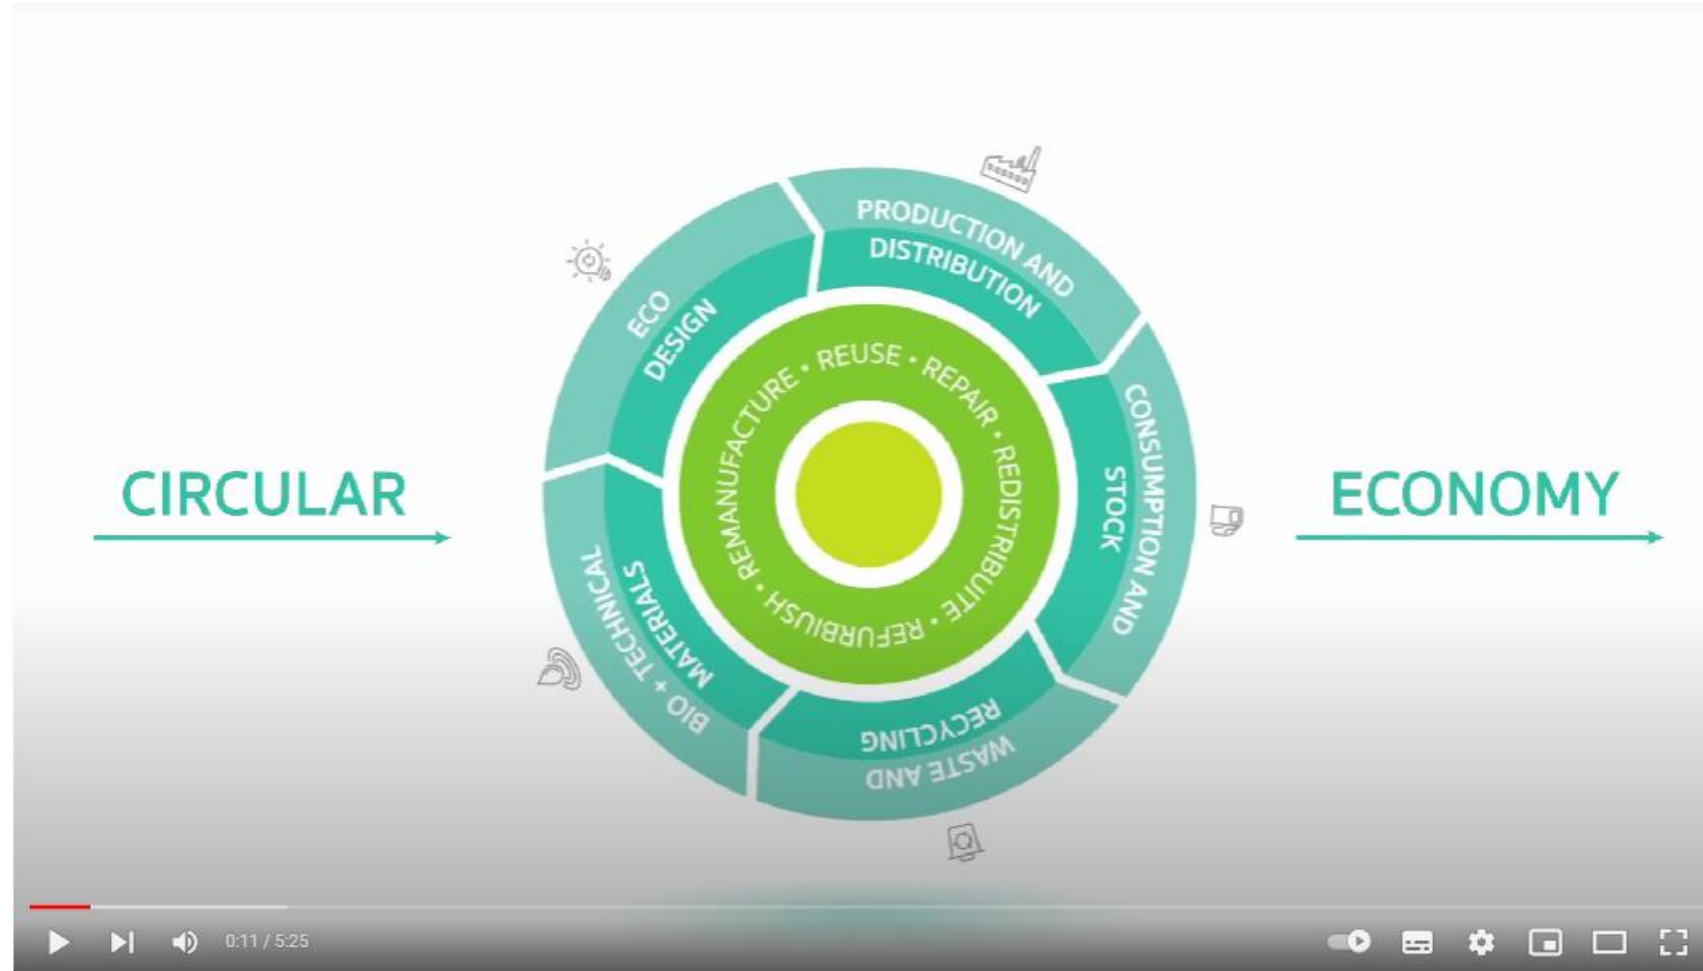 CIRCULAR
ECONOMY
PRODUCTION AND
DISTRIBUTION
CONSUMPTION AND
STOCK
WASTE AND
RECYCLING
BIO + TECHNICAL
MATERIALS
ECO
DESIGN
REUSE • REPAIR • REDISTRIBUITE • REFURBIUSH • REMANUFACTURE •
0:11 / 5:25